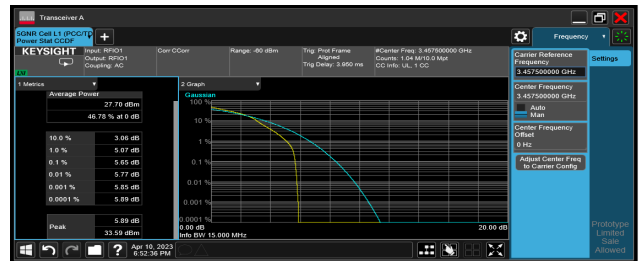 Transceiver A
5GNR Cell L1 (PCC/TD
Power Stat CCDF
Frequency
KEYSIGHT
Input: RFIO1
Output: RFIO1
Coupling: AC
Corr CCorr
Range: -60 dBm
Trig: Prot Frame
Aligned
Trig Delay: 3.950 ms
#Center Freq: 3.457500000 GHz
Counts: 1.04 M/10.0 Mpt
CC Info: UL, 1 CC
1 Metrics
Average Power
27.70 dBm
46.78 % at 0 dB
10.0 % 3.06 dB
1.0 % 5.07 dB
0.1 % 5.65 dB
0.01 % 5.77 dB
0.001 % 5.85 dB
0.0001 % 5.89 dB
Peak
5.89 dB
33.59 dBm
2 Graph
Gaussian
100 %
10 %
1 %
0.1 %
0.01 %
0.001 %
0.0001 %
0.00 dB
20.00 dB
Info BW 15.000 MHz
Carrier Reference
Frequency
3.457500000 GHz
Center Frequency
3.457500000 GHz
Auto
Man
Center Frequency
Offset
0 Hz
Adjust Center Freq
to Carrier Config
Settings
Prototype
Limited
Sale
Allowed
Apr 10, 2023
6:52:36 PM